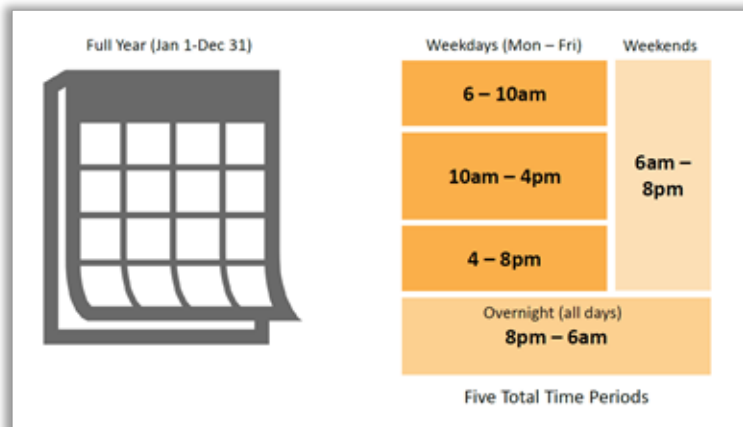 Full Year (Jan 1-Dec 31)
Weekdays (Mon – Fri)
Weekends
6 – 10am
10am – 4pm
4 – 8pm
6am –
8pm
Overnight (all days)
8pm – 6am
Five Total Time Periods